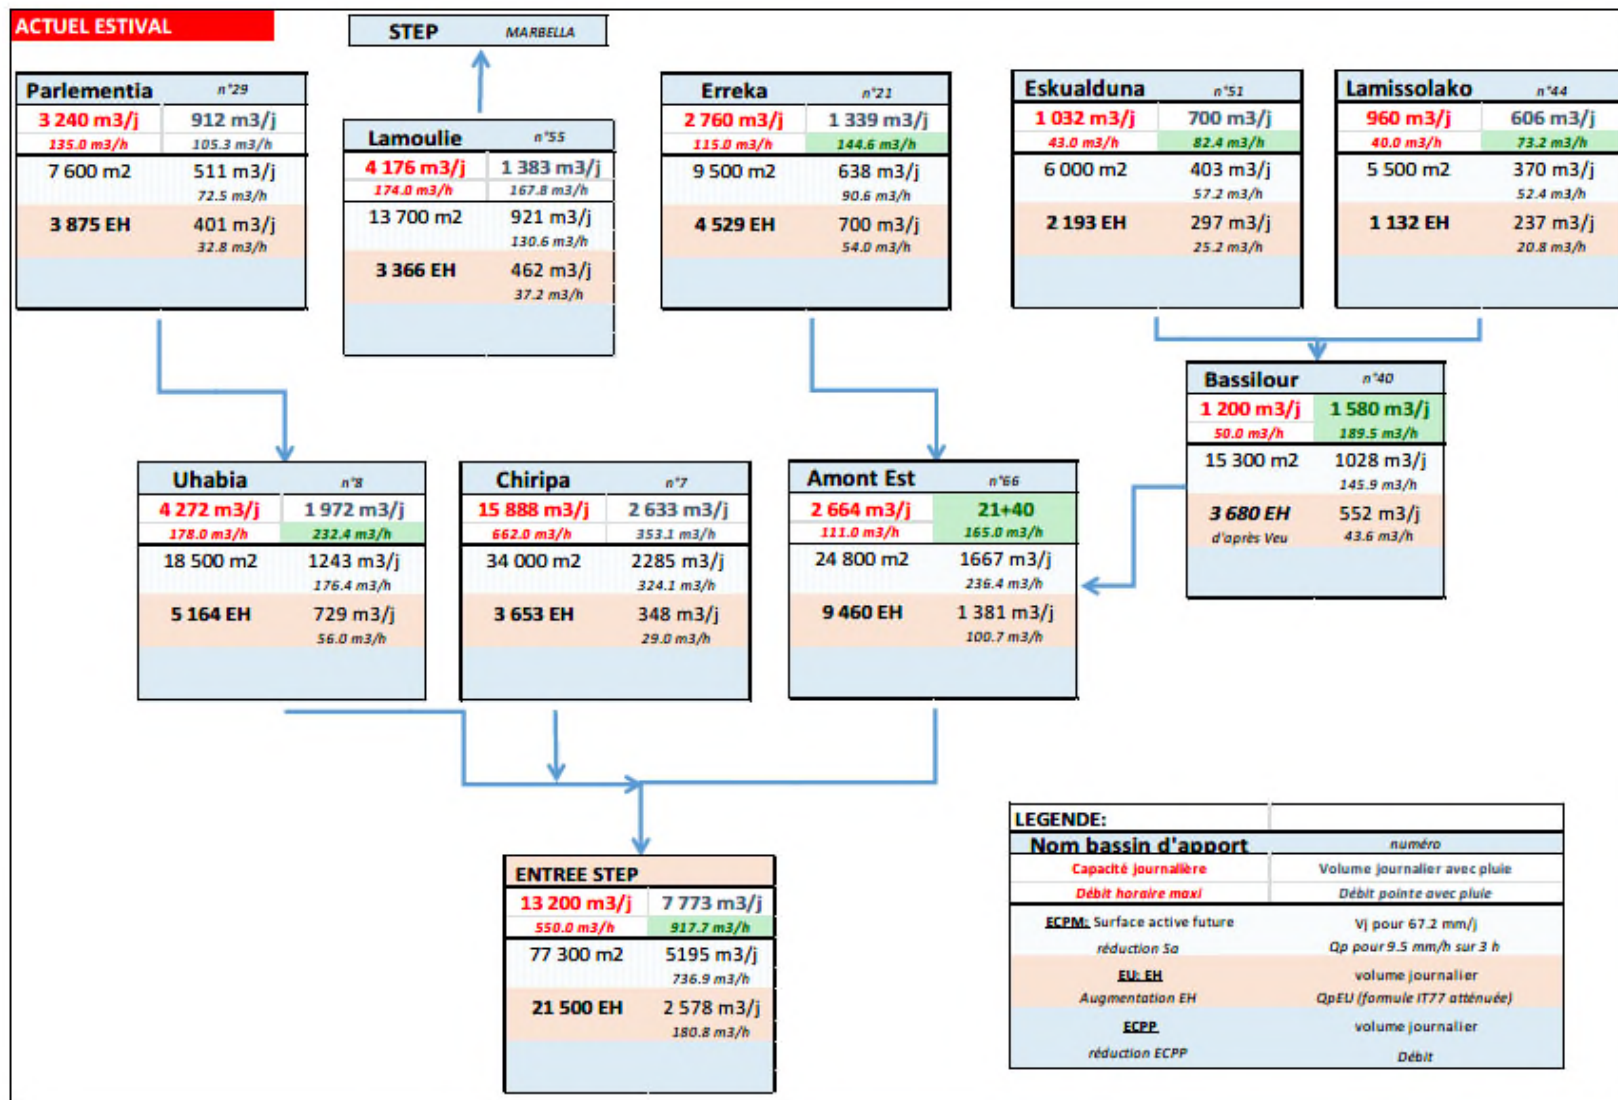 ACTUEL ESTIVAL
STEP MARBELLA
Parlementia n°29
3 240 m3/j 912 m3/j
135.0 m3/h 105.3 m3/h
7 600 m2 511 m3/j
72.5 m3/h
3 875 EH 401 m3/j
32.8 m3/h
Lamoulie n°55
4 176 m3/j 1 383 m3/j
174.0 m3/h 167.8 m3/h
13 700 m2 921 m3/j
130.6 m3/h
3 366 EH 462 m3/j
37.2 m3/h
Erreka n°21
2 760 m3/j 1 339 m3/j
115.0 m3/h 144.6 m3/h
9 500 m2 638 m3/j
90.6 m3/h
4 529 EH 700 m3/j
54.0 m3/h
Eskualduna n°51
1 032 m3/j 700 m3/j
43.0 m3/h 82.4 m3/h
6 000 m2 403 m3/j
57.2 m3/h
2 193 EH 297 m3/j
25.2 m3/h
Lamissolako n°44
960 m3/j 606 m3/j
40.0 m3/h 73.2 m3/h
5 500 m2 370 m3/j
52.4 m3/h
1 132 EH 237 m3/j
20.8 m3/h
Bassilour n°40
1 200 m3/j 1 580 m3/j
50.0 m3/h 189.5 m3/h
15 300 m2 1028 m3/j
145.9 m3/h
3 680 EH 552 m3/j
d'après Veu 43.6 m3/h
Uhabia n°8
4 272 m3/j 1 972 m3/j
178.0 m3/h 232.4 m3/h
18 500 m2 1243 m3/j
176.4 m3/h
5 164 EH 729 m3/j
56.0 m3/h
Chiripa n°7
15 888 m3/j 2 633 m3/j
662.0 m3/h 353.1 m3/h
34 000 m2 2285 m3/j
324.1 m3/h
3 653 EH 348 m3/j
29.0 m3/h
Amont Est n°66
2 664 m3/j 21+40
111.0 m3/h 165.0 m3/h
24 800 m2 1667 m3/j
236.4 m3/h
9 460 EH 1 381 m3/j
100.7 m3/h
ENTREE STEP
13 200 m3/j 7 773 m3/j
550.0 m3/h 917.7 m3/h
77 300 m2 5195 m3/j
736.9 m3/h
21 500 EH 2 578 m3/j
180.8 m3/h
LEGENDE:
Nom bassin d'apport numéro
Capacité journalière Volume journalier avec pluie
Débit horaire maxi Débit pointe avec pluie
ECPM: Surface active future Vj pour 67.2 mm/j
réduction Sa Qp pour 9.5 mm/h sur 3 h
EU: EH volume journalier
Augmentation EH QpEU (formule IT77 atténuée)
ECPP volume journalier
réduction ECPP Débit